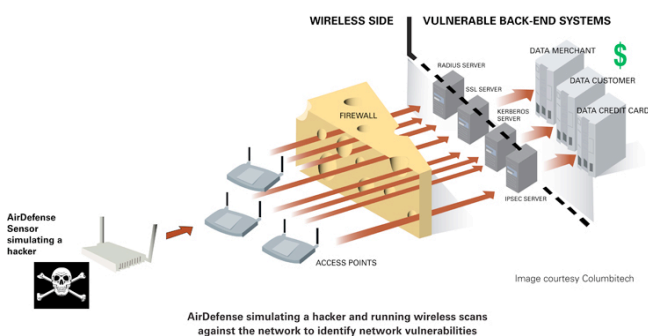 WIRELESS SIDE
VULNERABLE BACK-END SYSTEMS
DATA MERCHANT
$
RADIUS SERVER
DATA CUSTOMER
SSL SERVER
DATA CREDIT CARD
KERBEROS
SERVER
FIREWALL
IPSEC SERVER
AirDefense
Sensor
simulating a
hacker
ACCESS POINTS
Image courtesy Columbitech
AirDefense simulating a hacker and running wireless scans
against the network to identify network vulnerabilities